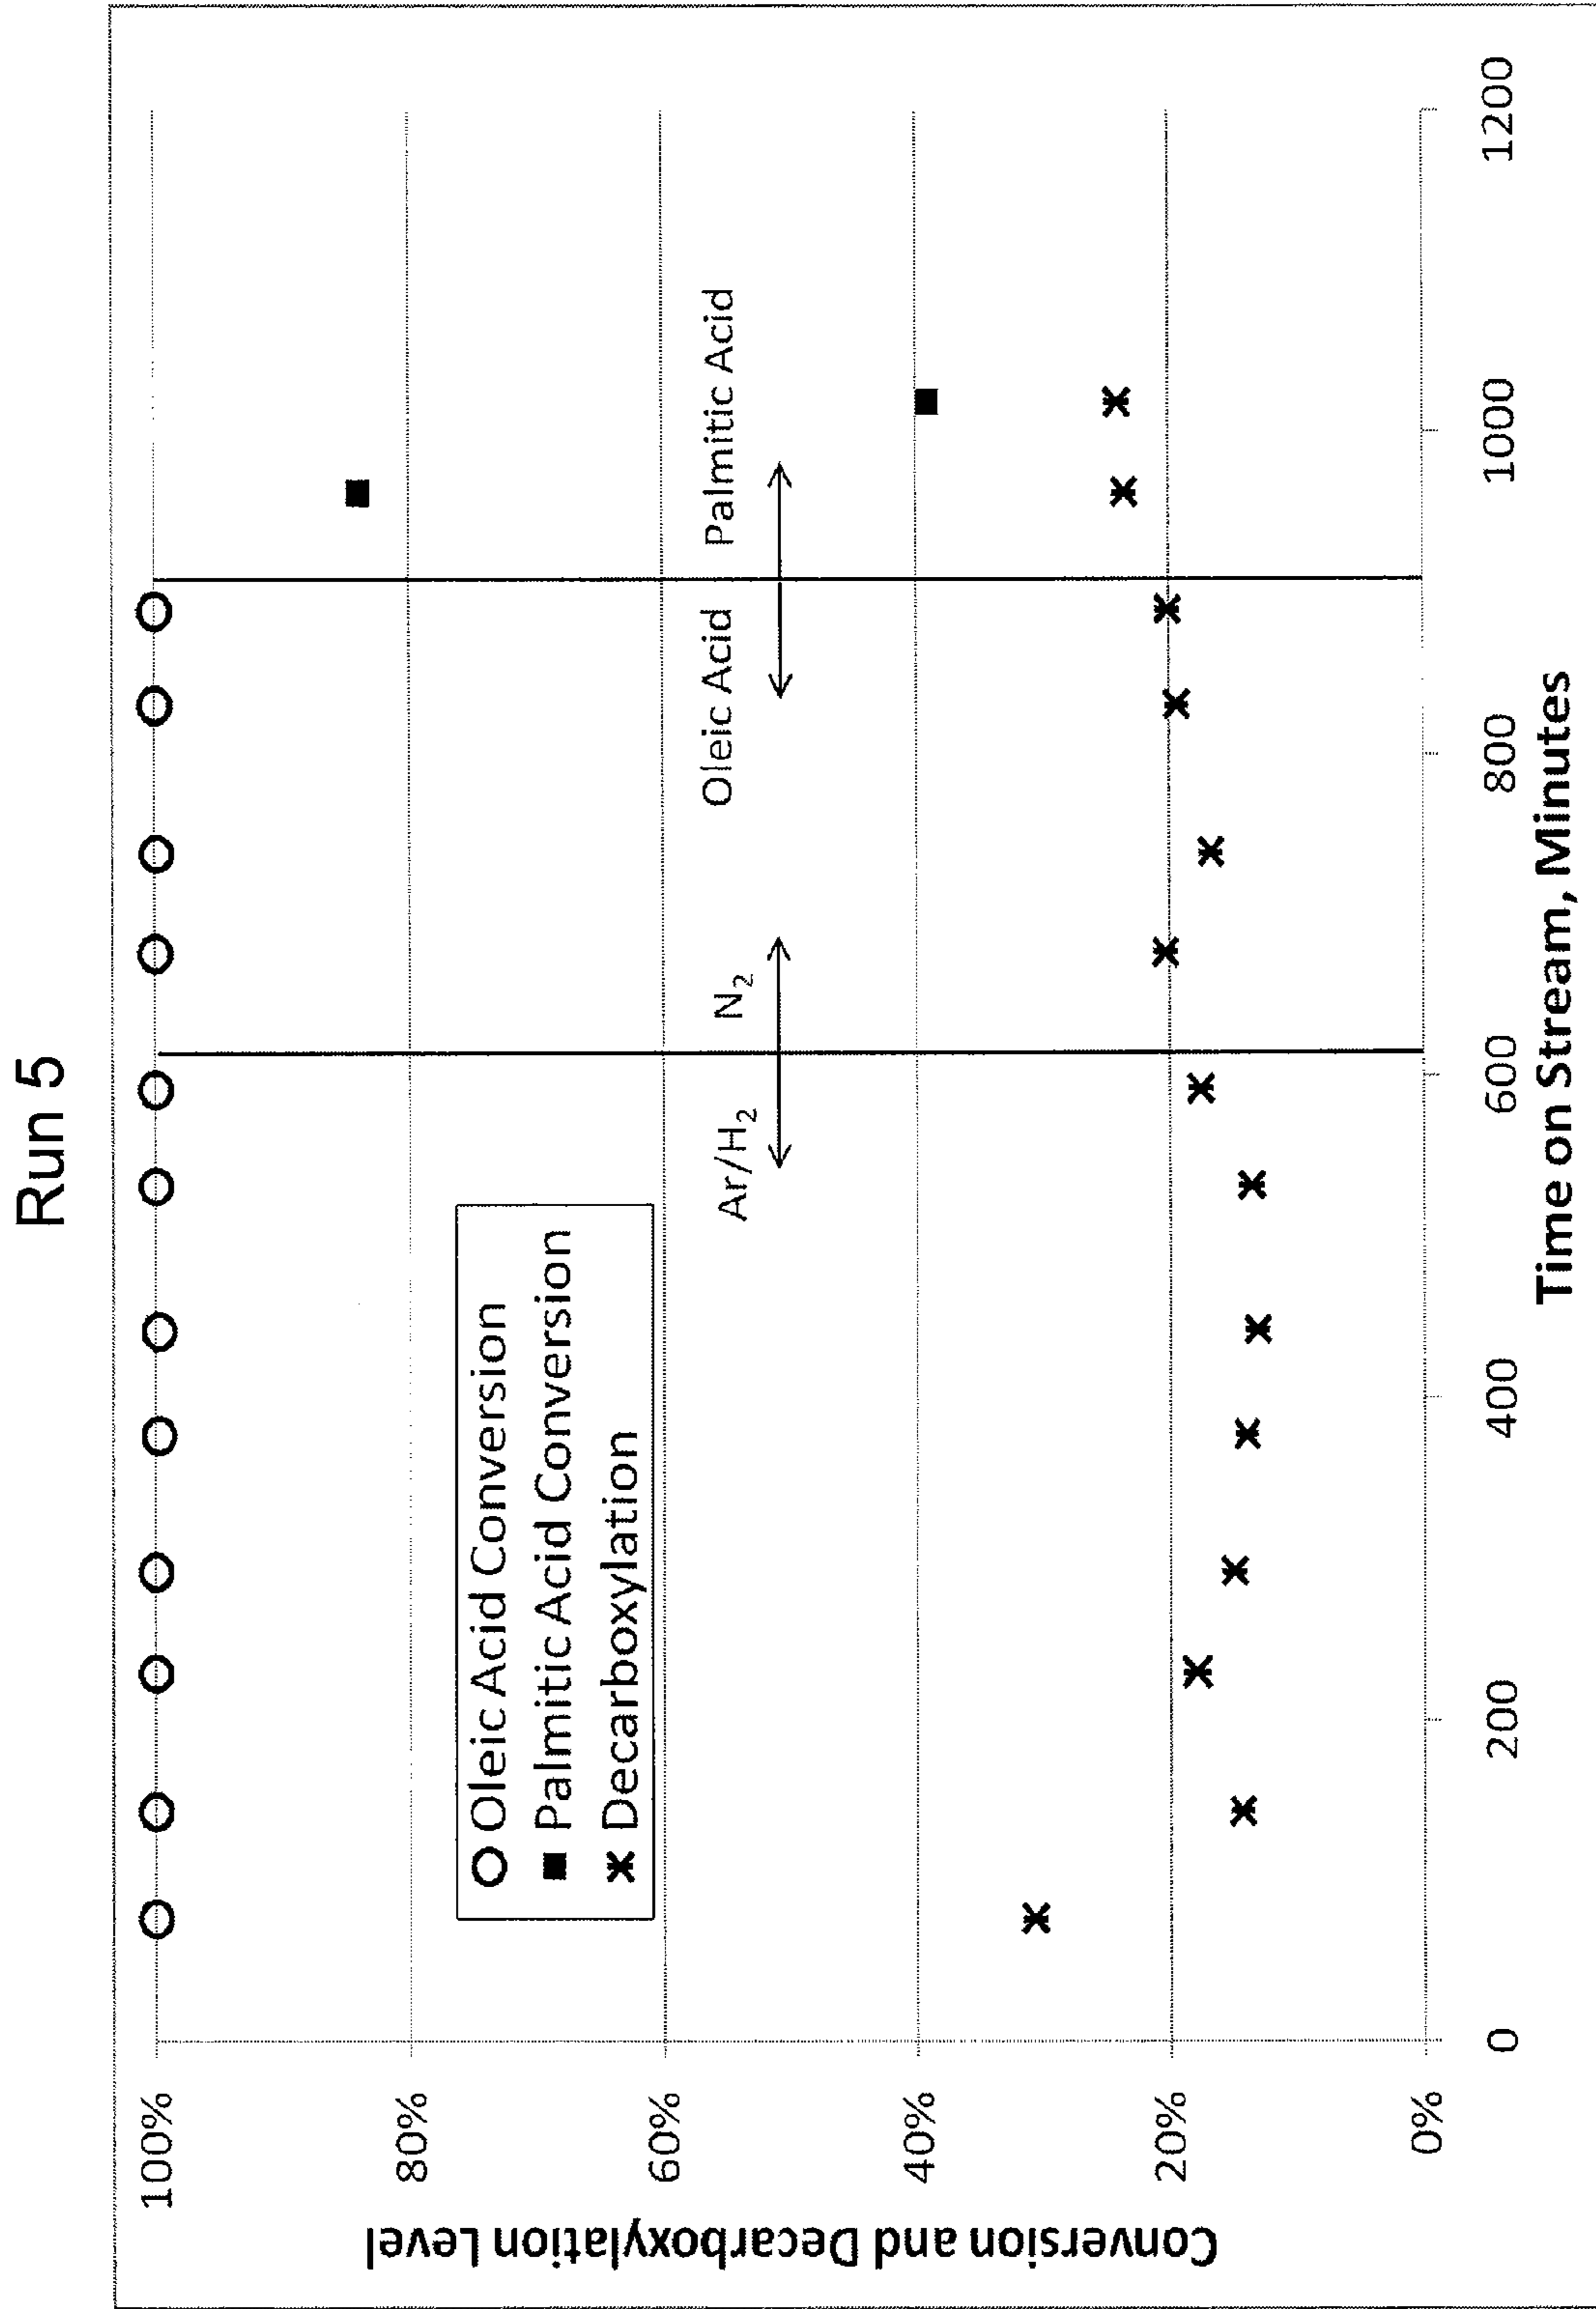 Run 5
Conversion and Decarboxylation Level
100%
80%
60%
40%
20%
0%
○ Oleic Acid Conversion
■ Palmitic Acid Conversion
Decarboxylation
Ar/H₂
N₂
Oleic Acid
Palmitic Acid
0
200
400
600
800
1000
1200
Time on Stream, Minutes